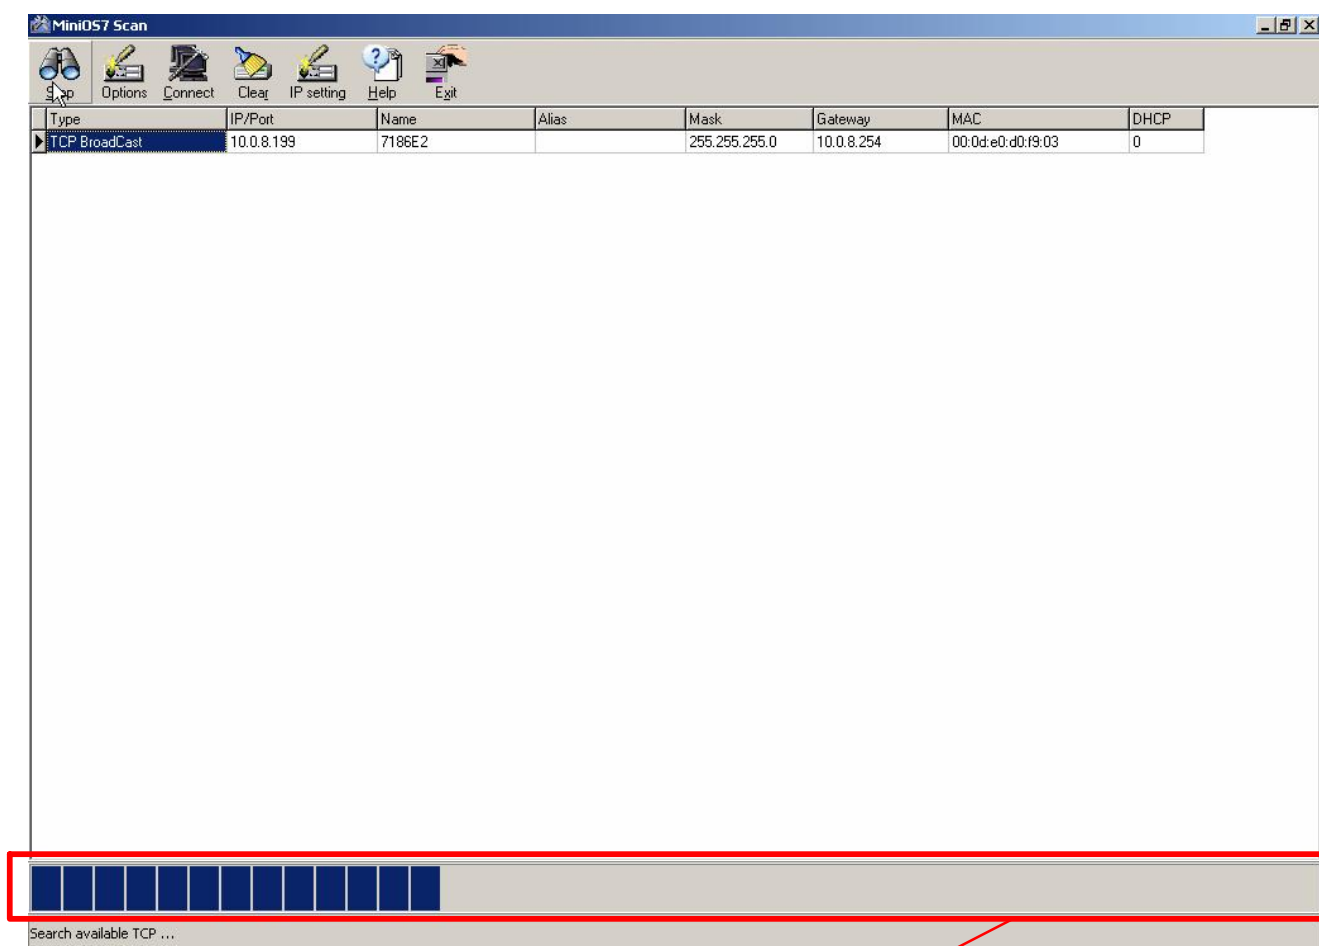 MiniOS7 Scan
Options Connect Clear IP setting Help Exit
Type IP/Port Name Alias Mask Gateway MAC DHCP
TCP BroadCast 10.0.8.199 7186E2 255.255.255.0 10.0.8.254 00:0d:e0:d0:f9:03 0
Search available TCP ...